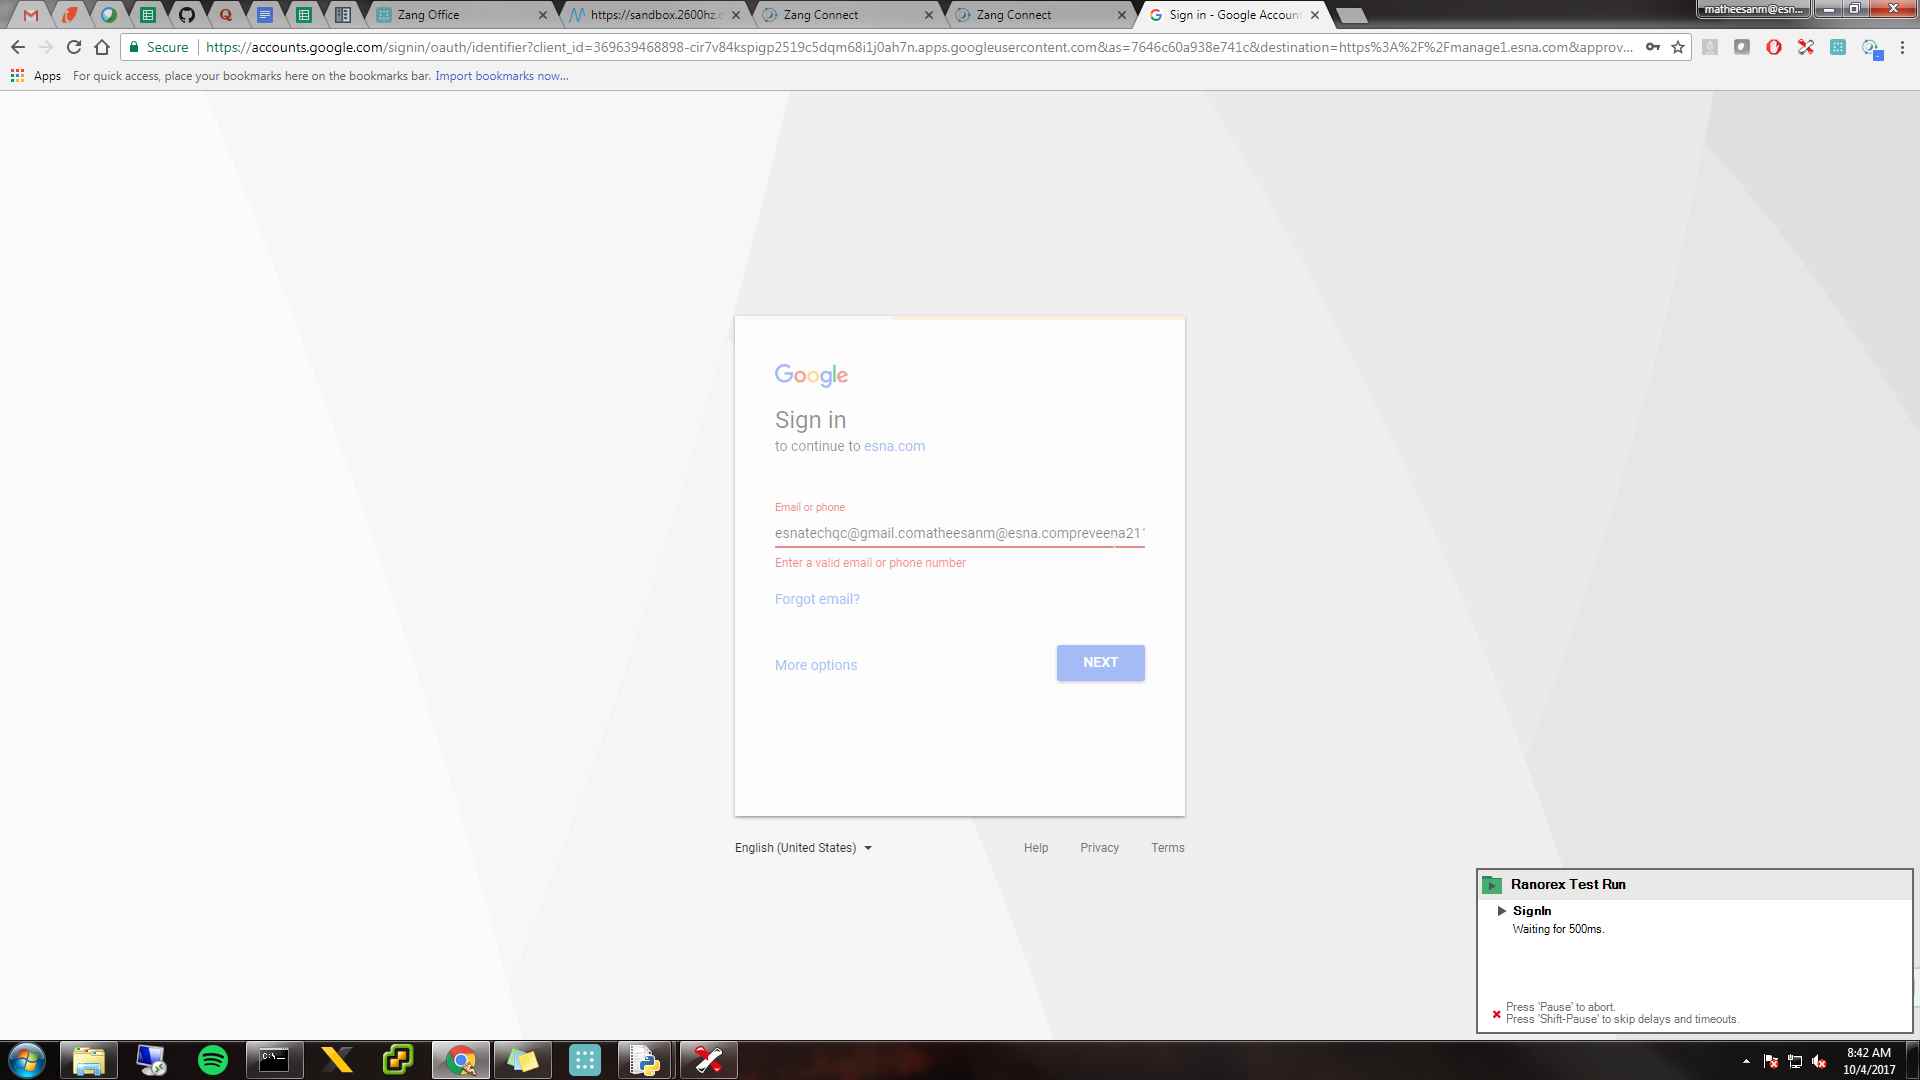 Zang Office
https://sandbox.2600hz.c
Zang Connect
Zang Connect
Sign in - Google Accoun
matheesanm@esn...
Secure
https://accounts.google.com/signin/oauth/identifier?client_id=369639468898-cir7v84kspigp2519c5dqm68i1j0ah7n.apps.googleusercontent.com&as=7646c60a938e741c&destination=https%3A%2F%2Fmanage1.esna.com&approv...
Apps
For quick access, place your bookmarks here on the bookmarks bar. Import bookmarks now...
Google
Sign in
to continue to esna.com
Email or phone
esnatechqc@gmail.comatheesanm@esna.compreveena21
Enter a valid email or phone number
Forgot email?
More options
NEXT
English (United States)
Help
Privacy
Terms
Ranorex Test Run
SignIn
Waiting for 500ms.
Press 'Pause' to abort.
Press 'Shift-Pause' to skip delays and timeouts.
8:42 AM
10/4/2017